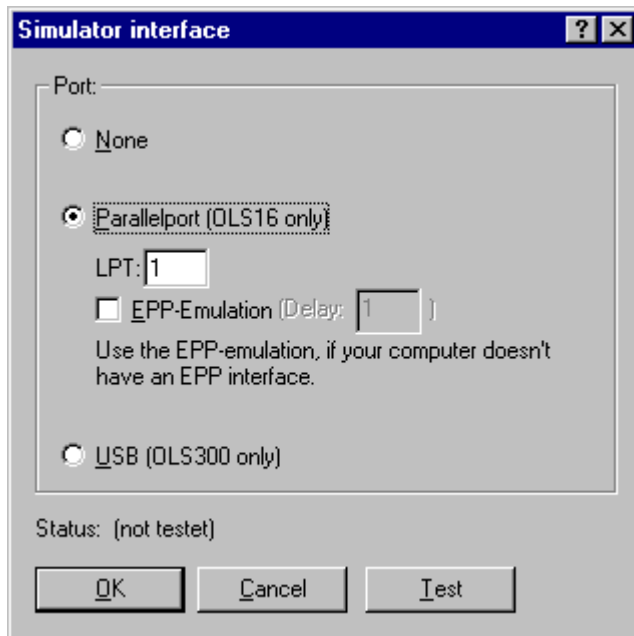 Simulator interface
Port:
None
Parallelport (OLS16 only)
LPT: 1
EPP-Emulation (Delay: 1 )
Use the EPP-emulation, if your computer doesn't
have an EPP interface.
USB (OLS300 only)
Status: (not testet)
OK Cancel Test